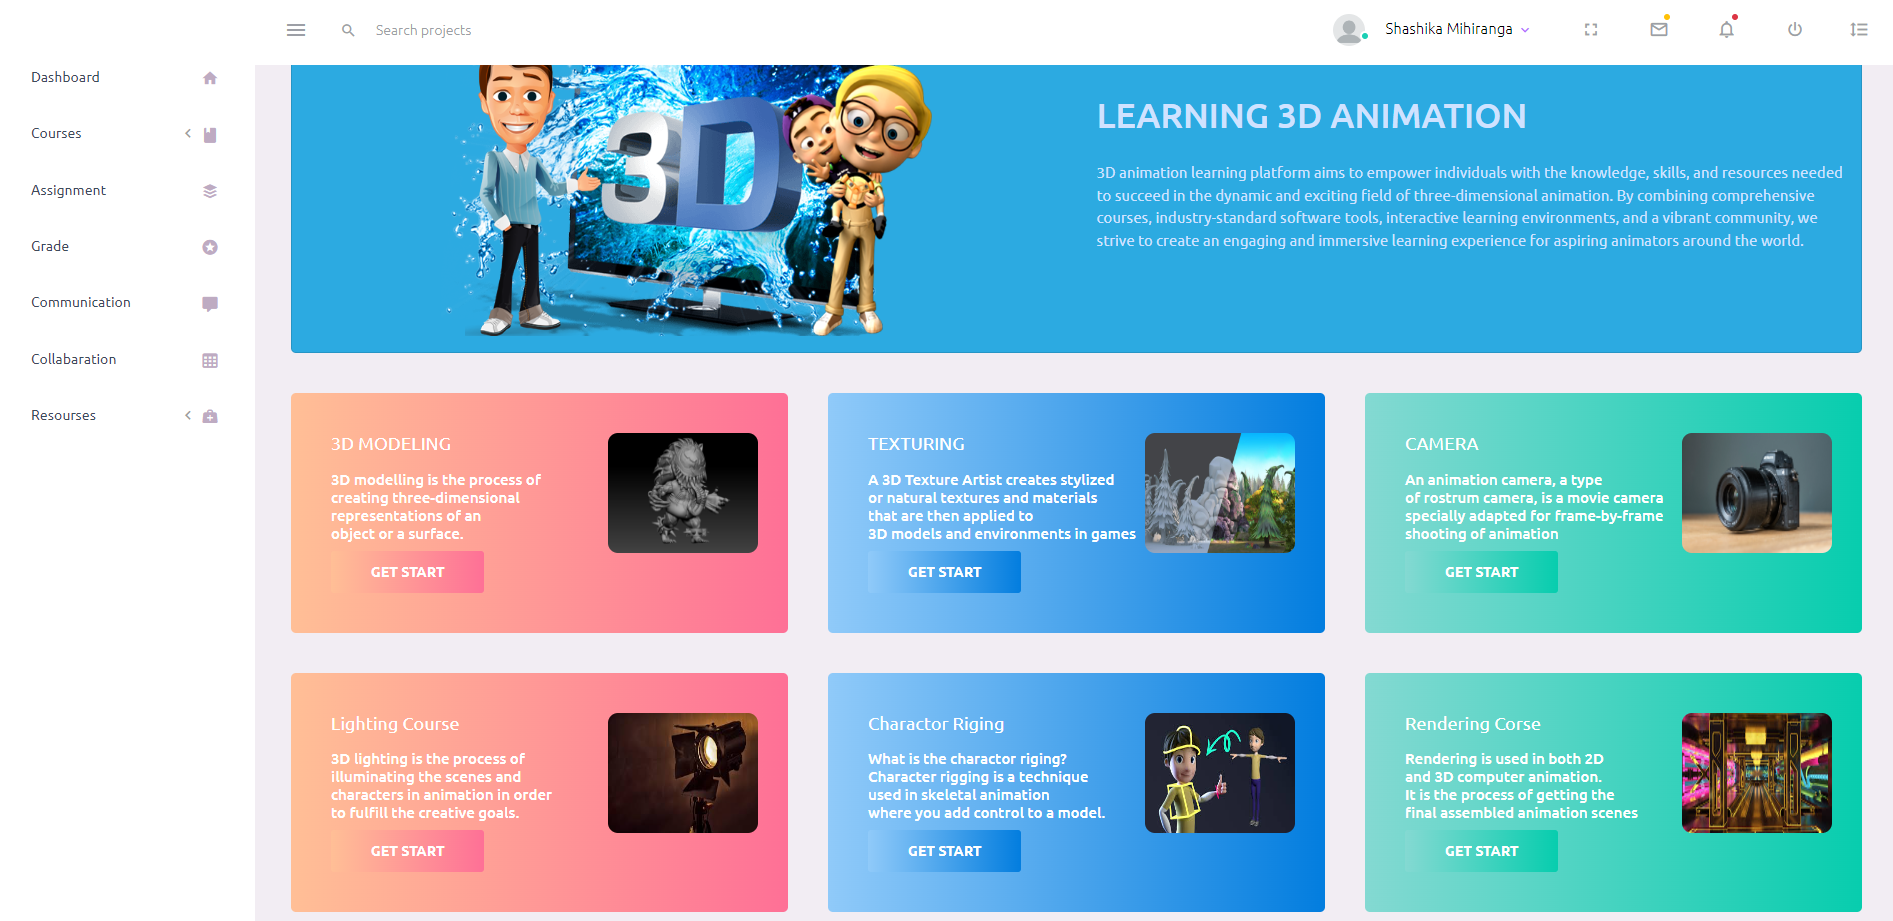 Search projects
Shashika Mihiranga
Dashboard
Courses
Assignment
Grade
Communication
Collabaration
Resourses
3D
LEARNING 3D ANIMATION
3D animation learning platform aims to empower individuals with the knowledge, skills, and resources needed
to succeed in the dynamic and exciting field of three-dimensional animation. By combining comprehensive
courses, industry-standard software tools, interactive learning environments, and a vibrant community, we
strive to create an engaging and immersive learning experience for aspiring animators around the world.
3D MODELING
3D modelling is the process of
creating three-dimensional
representations of an
object or a surface.
GET START
TEXTURING
A 3D Texture Artist creates stylized
or natural textures and materials
that are then applied to
3D models and environments in games
GET START
CAMERA
An animation camera, a type
of rostrum camera, is a movie camera
specially adapted for frame-by-frame
shooting of animation
GET START
Lighting Course
3D lighting is the process of
illuminating the scenes and
characters in animation in order
to fulfill the creative goals.
GET START
Charactor Riging
What is the charactor riging?
Character rigging is a technique
used in skeletal animation
where you add control to a model.
GET START
Rendering Corse
Rendering is used in both 2D
and 3D computer animation.
It is the process of getting the
final assembled animation scenes
GET START